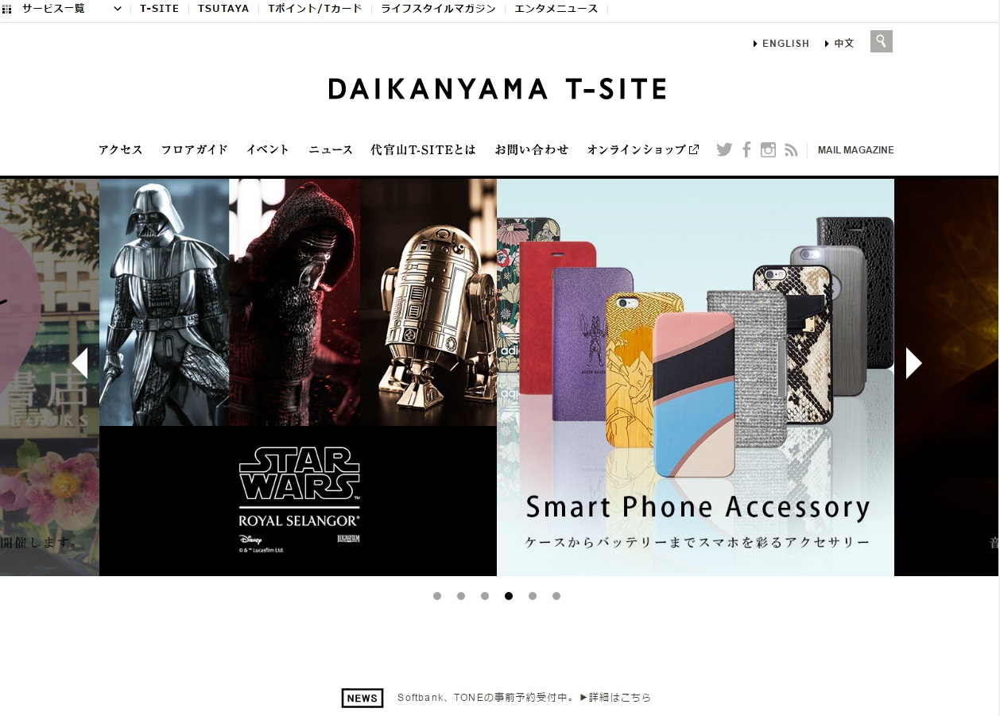 サービス一覧 T-SITE TSUTAYA Tポイント/Tカード ライフスタイルマガジン エンタメニュース
ENGLISH 中文
DAIKANYAMA T-SITE
アクセス フロアガイド イベント ニュース 代官山T-SITEとは お問い合わせ オンラインショップ MAIL MAGAZINE
書店
BOOKS
開催します。
STAR
WARS™
ROYAL SELANGOR®
Disney LUCASFILM
© & ™ Lucasfilm Ltd.
adi
Smart Phone Accessory
ケースからバッテリーまでスマホを彩るアクセサリー
音
NEWS Softbank、TONEの事前予約受付中。▶詳細はこちら